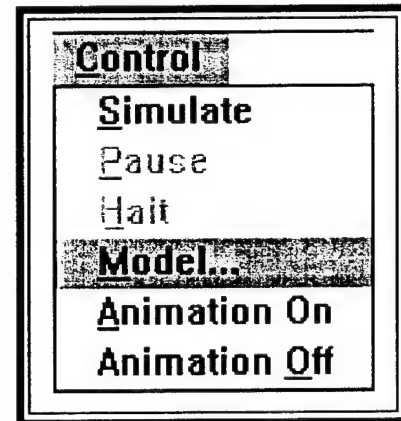 Control
Simulate
Pause
Halt
Model...
Animation On
Animation Off